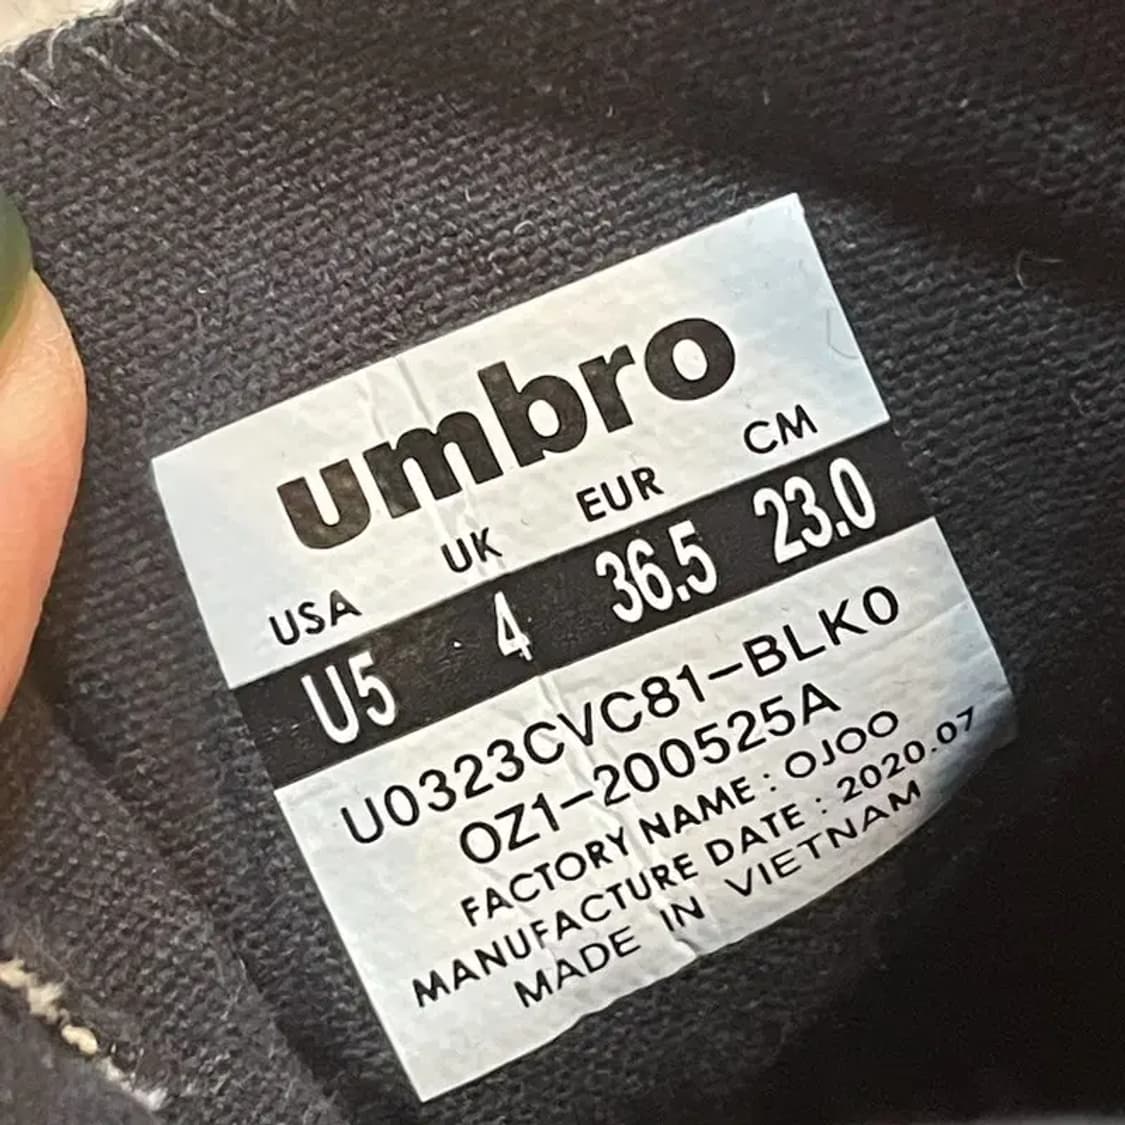 umbro
USA UK EUR CM
U5 4 36.5 23.0
U0323CVC81-BLK0
OZ1-200525A
FACTORY NAME : OJOO
MANUFACTURE DATE : 2020.07
MADE IN VIETNAM